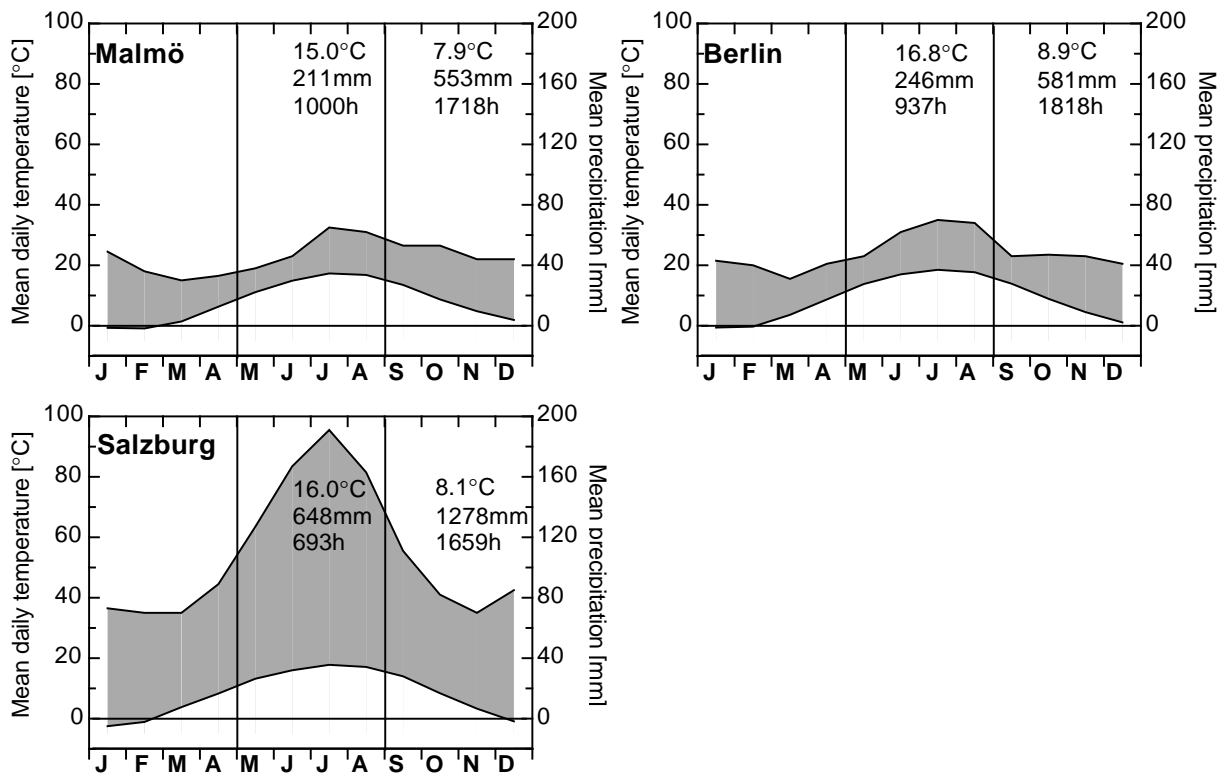 Malmö
15.0°C 7.9°C
211mm 553mm
1000h 1718h
Mean daily temperature [°C]
100
80
60
40
20
0
Mean precipitation [mm]
200
160
120
80
40
0
J F M A M J J A S O N D
Berlin
16.8°C 8.9°C
246mm 581mm
937h 1818h
Mean daily temperature [°C]
100
80
60
40
20
0
Mean precipitation [mm]
200
160
120
80
40
0
J F M A M J J A S O N D
Salzburg
16.0°C 8.1°C
648mm 1278mm
693h 1659h
Mean daily temperature [°C]
100
80
60
40
20
0
Mean precipitation [mm]
200
160
120
80
40
0
J F M A M J J A S O N D